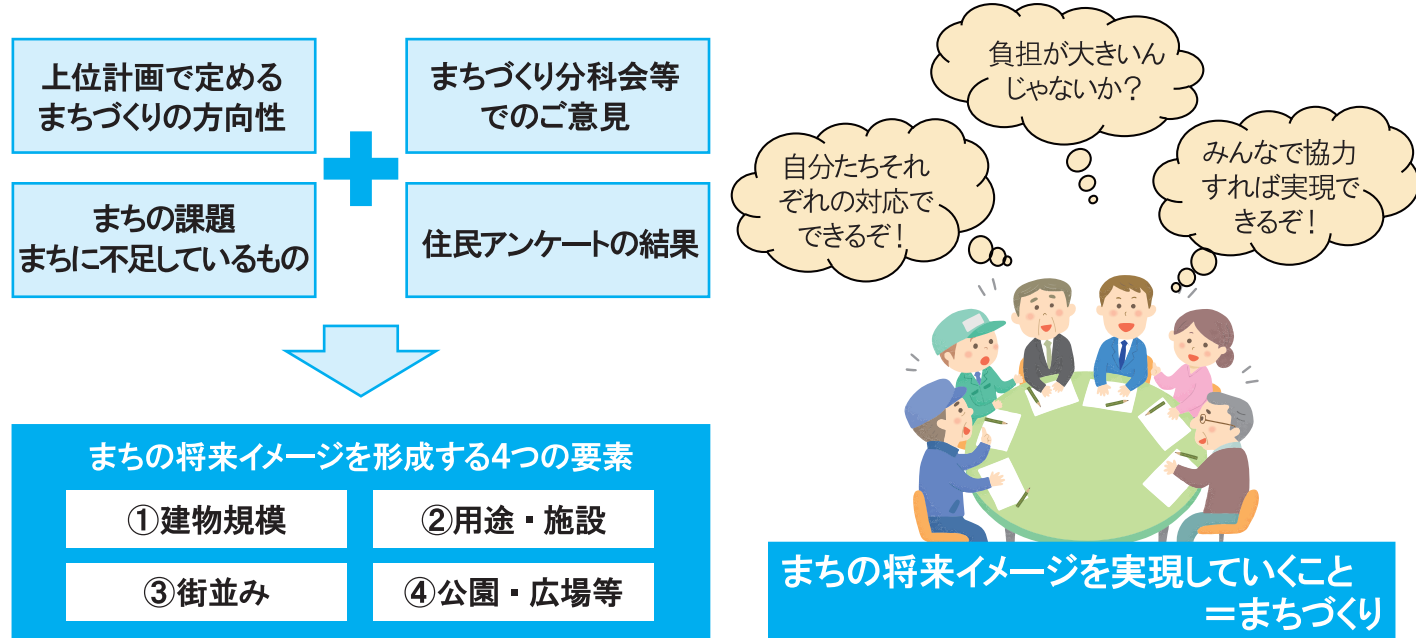 上位計画で定める
まちづくりの方向性
まちづくり分科会等
でのご意見
まちの課題
まちに不足しているもの
住民アンケートの結果
まちの将来イメージを形成する4つの要素
①建物規模
②用途・施設
③街並み
④公園・広場等
負担が大きいん
じゃないか?
自分たちそれ
ぞれの対応で
できるぞ!
みんなで協力
すれば実現で
きるぞ!
まちの将来イメージを実現していくこと
＝まちづくり